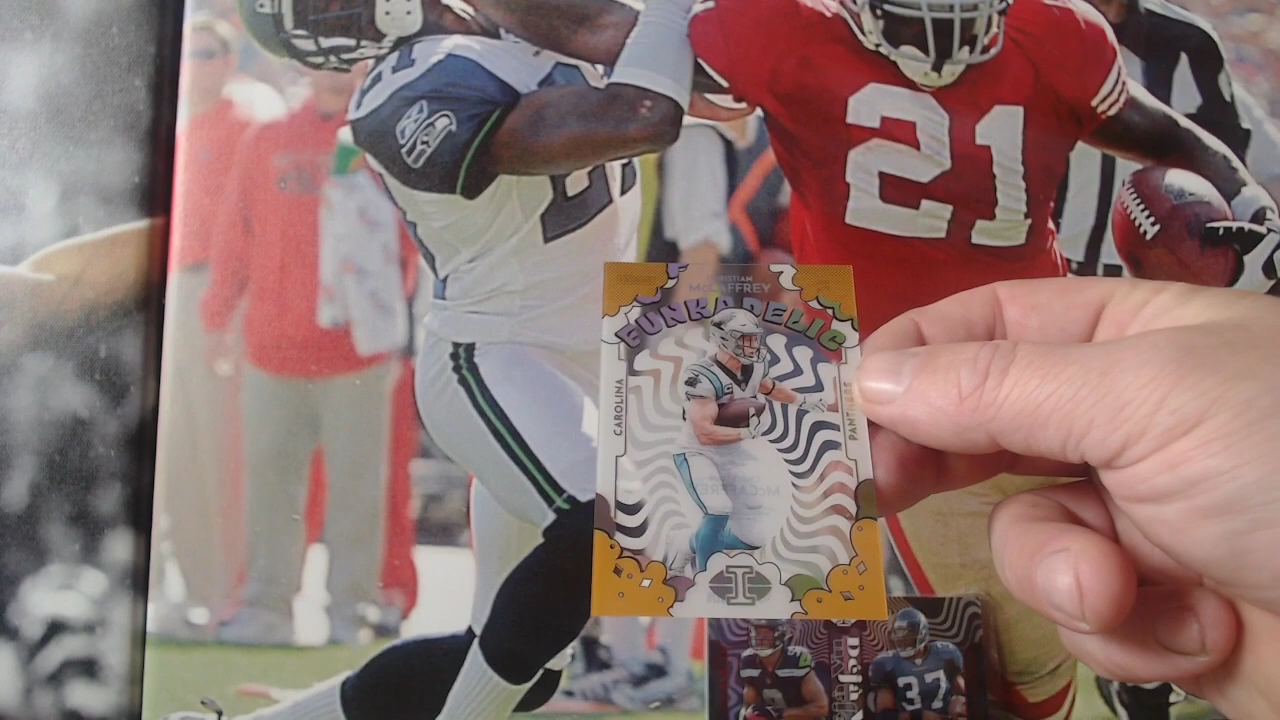 21
CHRISTIAN
McCAFFREY
FUNKADELIC
CAROLINA
PANTHERS
I
37